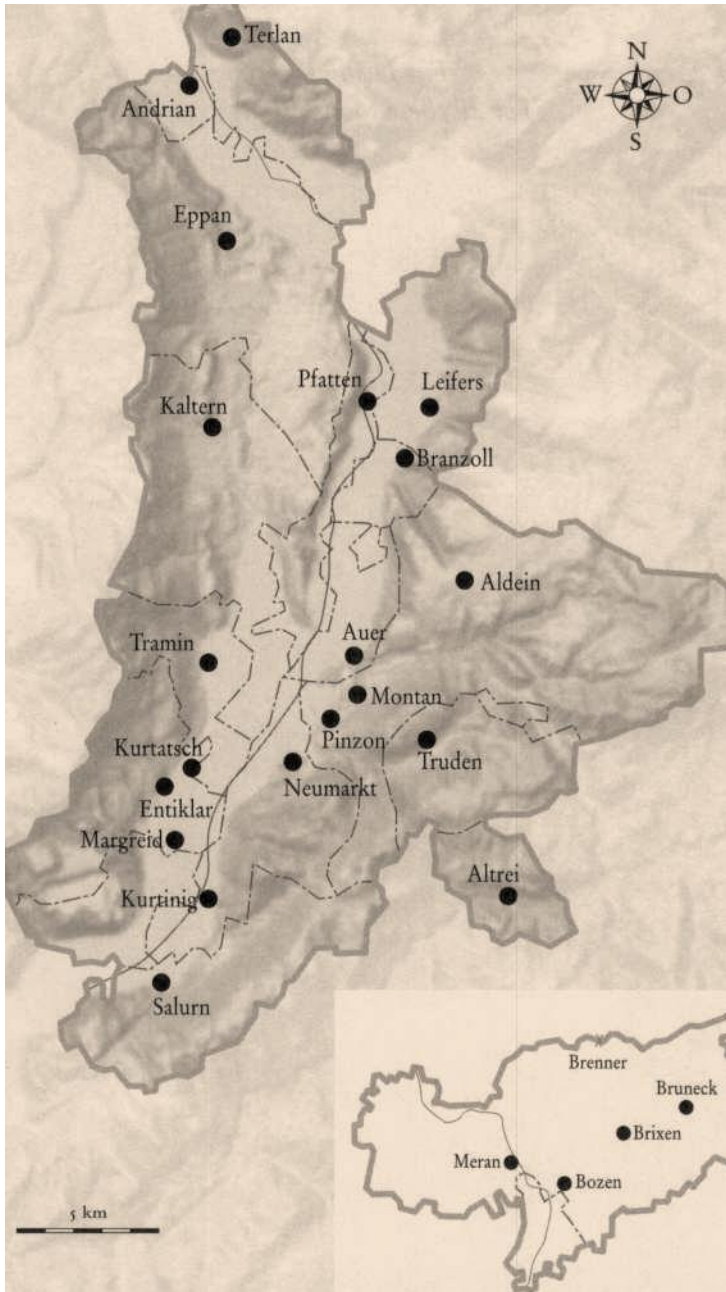 Terlan
N
W
O
S
Andrian
Eppan
Pfatten
Leifers
Kaltern
Branzoll
Aldein
Tramin
Auer
Montan
Pinzon
Kurtatsch
Truden
Neumarkt
Entiklar
Margreid
Altrei
Kurtinig
Salurn
Brenner
Bruneck
Brixen
Meran
Bozen
5 km